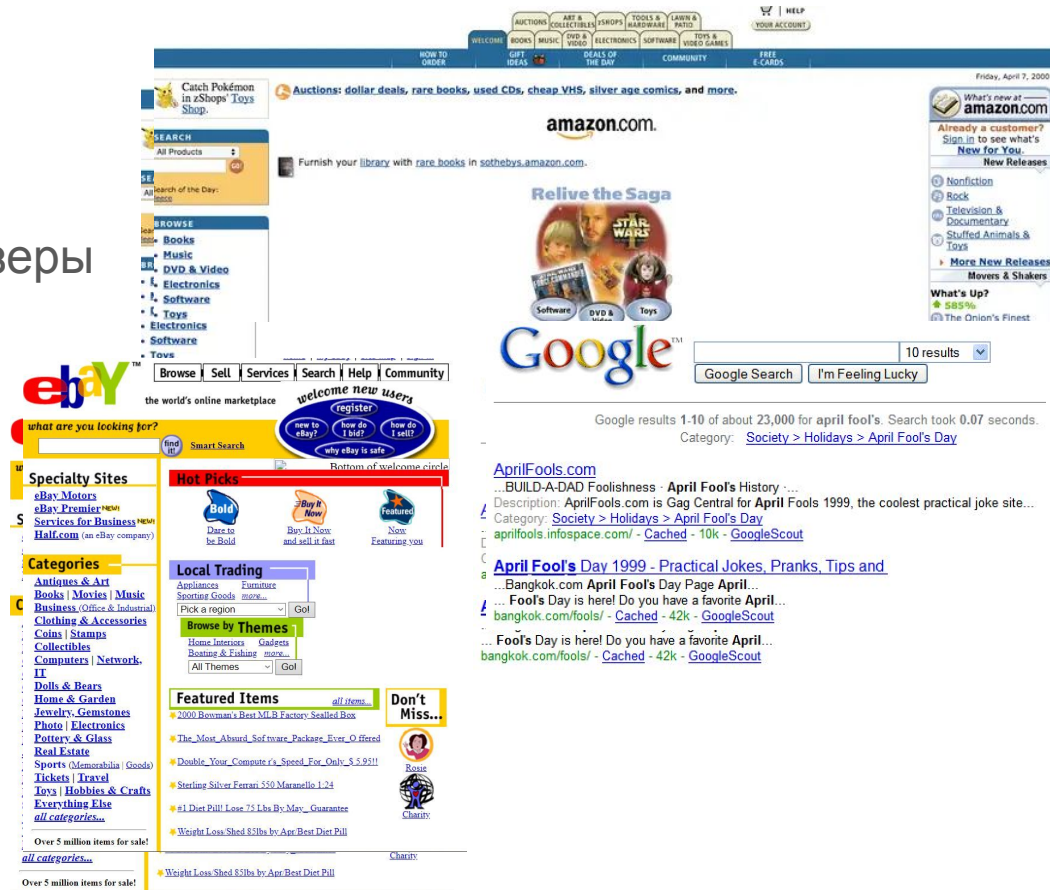 HELP
YOUR ACCOUNT
AUCTIONS
ART & COLLECTIBLES
zSHOPS
TOOLS & HARDWARE
LAWN & PATIO
WELCOME
BOOKS
MUSIC
DVD & VIDEO
ELECTRONICS
SOFTWARE
TOYS & VIDEO GAMES
HOW TO ORDER
GIFT IDEAS
DEALS OF THE DAY
COMMUNITY
FREE E-CARDS
Friday, April 7, 2000
Catch Pokémon
in zShops' Toys
Shop.
Auctions: dollar deals, rare books, used CDs, cheap VHS, silver age comics, and more.
amazon.com.
SEARCH
All Products
GO!
Search of the Day:
Furnish your library with rare books in sothebys.amazon.com.
BROWSE
Books
Music
DVD & Video
Electronics
Software
Toys
Electronics
Software
Toys
Relive the Saga
STAR WARS
Software
DVD & Video
Toys
What's new at
amazon.com
Already a customer?
Sign in to see what's
New for You.
New Releases
Nonfiction
Rock
Television &
Documentary
Stuffed Animals &
Toys
More New Releases
Movers & Shakers
What's Up?
585%
The Onion's Finest
зеры
ebaY™
Browse Sell Services Search Help Community
the world's online marketplace
welcome new users
register
new to eBay?
how do I bid?
how do I sell?
why eBay is safe
what are you looking for?
find it
Smart Search
Bottom of welcome circle
Specialty Sites
eBay Motors
eBay Premier NEW!
Services for Business NEW!
Half.com (an eBay company)
Categories
Antiques & Art
Books | Movies | Music
Business (Office & Industrial)
Clothing & Accessories
Coins | Stamps
Collectibles
Computers | Network,
IT
Dolls & Bears
Home & Garden
Jewelry, Gemstones
Photo | Electronics
Pottery & Glass
Real Estate
Sports (Memorabilia | Goods)
Tickets | Travel
Toys | Hobbies & Crafts
Everything Else
all categories...
Over 5 million items for sale!
all categories...
Over 5 million items for sale!
Hot Picks
Bold
Dare to
be Bold
Buy It Now
Buy It Now
and sell it fast
Featured
Now
Featuring you
Local Trading
Appliances Furniture
Sporting Goods more...
Pick a region Go!
Browse by Themes
Home Interiors Gadgets
Boating & Fishing more...
All Themes Go!
Featured Items
all items...
2000 Bowman's Best MLB Factory Sealled Box
The_Most_Absurd_Sof tware_Package_Ever_O ffered
Double_Your_Compute r's_Speed_For_Only_$ 5.95!!
Sterling Silver Ferrari 550 Maranello 1:24
#1 Diet Pill! Lose 75 Lbs By May_ Guarantee
Weight Loss/Shed 85lbs by Apr/Best Diet Pill
Weight Loss/Shed 85lbs by Apr/Best Diet Pill
Don't
Miss...
Rosie
Charity
Charity
Google™
10 results
Google Search
I'm Feeling Lucky
Google results 1-10 of about 23,000 for april fool's. Search took 0.07 seconds.
Category: Society > Holidays > April Fool's Day
AprilFools.com
...BUILD-A-DAD Foolishness · April Fool's History ·...
Description: AprilFools.com is Gag Central for April Fools 1999, the coolest practical joke site...
Category: Society > Holidays > April Fool's Day
aprilfools.infospace.com/ - Cached - 10k - GoogleScout
April Fool's Day 1999 - Practical Jokes, Pranks, Tips and
...Bangkok.com April Fool's Day Page April...
... Fool's Day is here! Do you have a favorite April...
bangkok.com/fools/ - Cached - 42k - GoogleScout
... Fool's Day is here! Do you have a favorite April...
bangkok.com/fools/ - Cached - 42k - GoogleScout